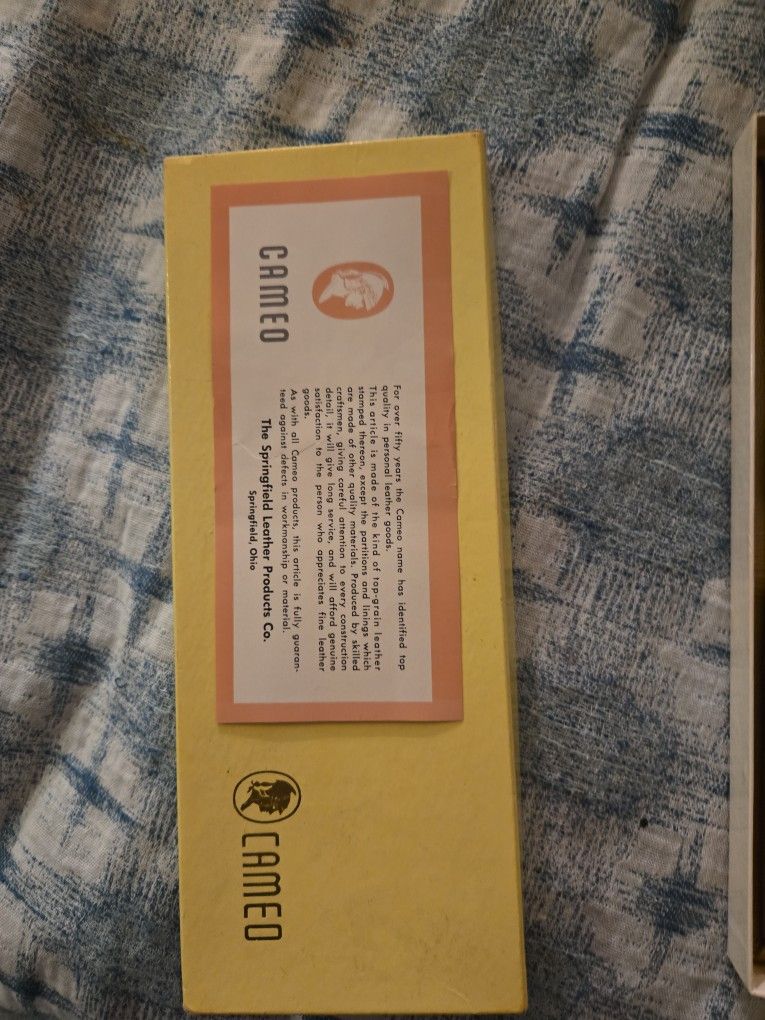 CAMEO
For over fifty years the Cameo name has identified top
quality in personal leather goods.
This article is made of the kind of top-grain leather
stamped thereon, except the partitions and linings which
are made of other quality materials. Produced by skilled
craftsmen, giving careful attention to every construction
detail, it will give long service, and will afford genuine
satisfaction to the person who appreciates fine leather
goods.
As with all Cameo products, this article is fully guaran-
teed against defects in workmanship or material.
The Springfield Leather Products Co.
Springfield, Ohio
CAMEO